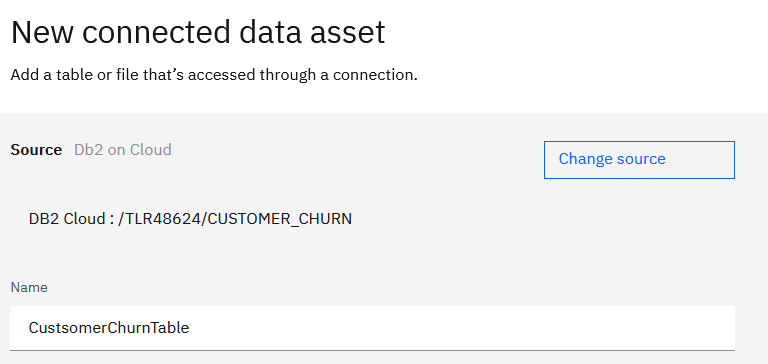 New connected data asset
Add a table or file that’s accessed through a connection.
Source Db2 on Cloud
Change source
DB2 Cloud : /TLR48624/CUSTOMER_CHURN
Name
CustsomerChurnTable